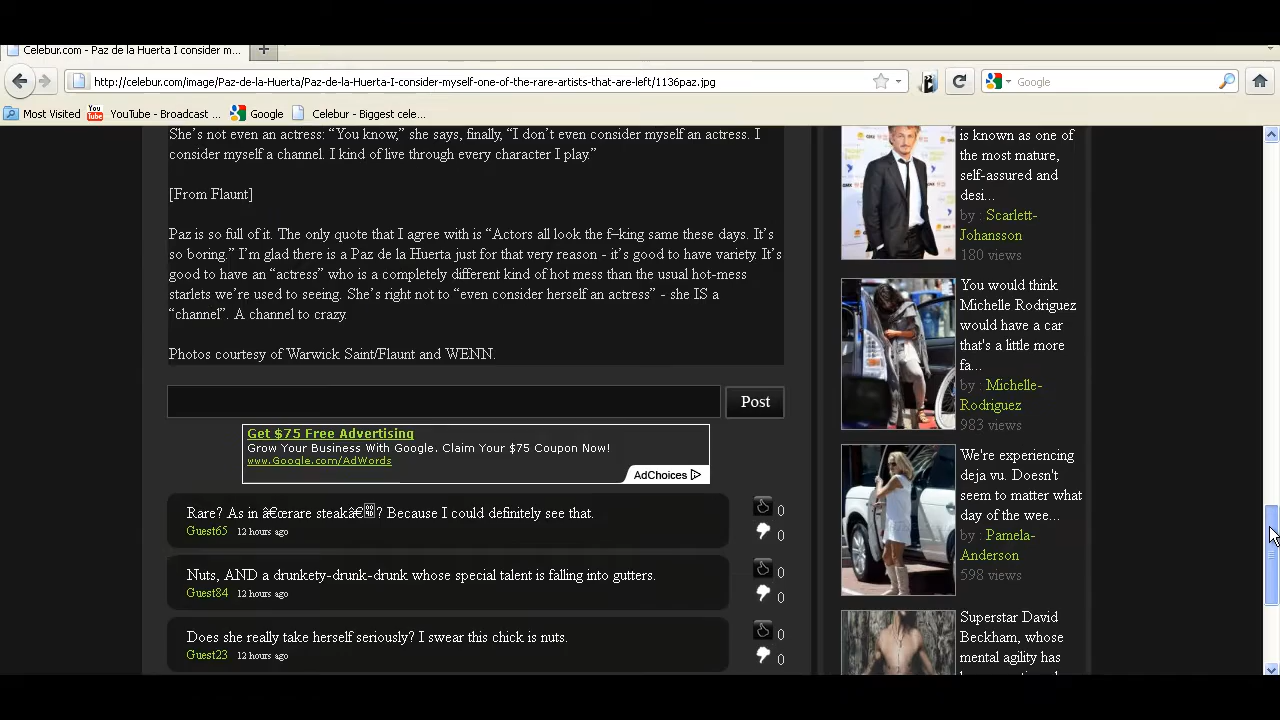 Celebur.com - Paz de la Huerta I consider m...
http://celebur.com/image/Paz-de-la-Huerta/Paz-de-la-Huerta-I-consider-myself-one-of-the-rare-artists-that-are-left/1136paz.jpg
Google
Most Visited
YouTube - Broadcast ...
Google
Celebur - Biggest cele...
She's not even an actress: “You know,” she says, finally, “I don't even consider myself an actress. I
consider myself a channel. I kind of live through every character I play.”
[From Flaunt]
Paz is so full of it. The only quote that I agree with is “Actors all look the f—king same these days. It's
so boring.” I'm glad there is a Paz de la Huerta just for that very reason - it's good to have variety. It's
good to have an “actress” who is a completely different kind of hot mess than the usual hot-mess
starlets we're used to seeing. She's right not to “even consider herself an actress” - she IS a
“channel”. A channel to crazy.
Photo courtesy of Warwick Saint/Flaunt and WENN.
Post
Get $75 Free Advertising
Grow Your Business With Google. Claim Your $75 Coupon Now!
www.Google.com/AdWords
AdChoices
Rare? As in â€œrare steakâ€? Because I could definitely see that.
Guest65 12 hours ago
0
0
Nuts, AND a drunkety-drunk-drink whose special talent is falling into gutters.
Guest84 12 hours ago
0
0
Does she really take herself seriously? I swear this chick is nuts.
Guest23 12 hours ago
0
0
is known as one
of the most mature,
self-assured and
desi...
by : Scarlett-
Johansson
180 views
You would think
Michelle Rodriguez
would have a car
that's a little more
fa...
by : Michelle-
Rodriguez
983 views
We're experiencing
deja vu. Doesn't
seem to matter what
day of the wee...
by : Pamela-
Anderson
598 views
Superstar David
Beckham, whose
mental agility has